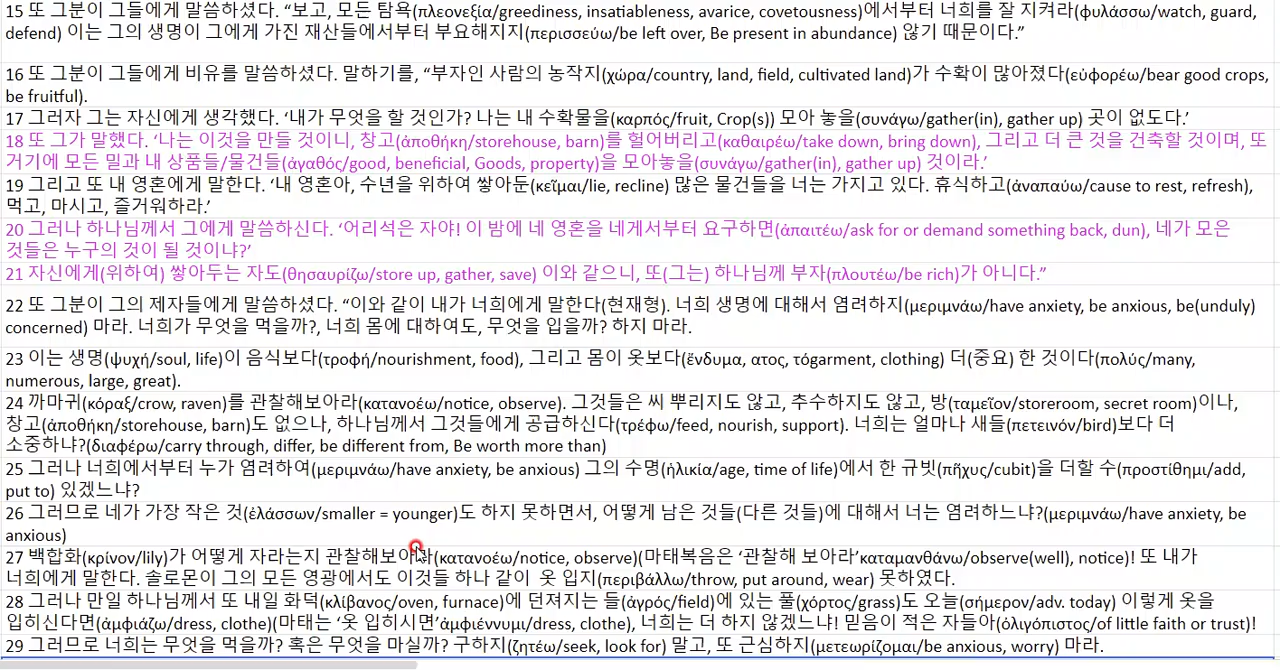 15 또 그분이 그들에게 말씀하셨다. “보고, 모든 탐욕(πλεονεξία/greediness, insatiableness, avarice, covetousness)에서부터 너희를 잘 지켜라(φυλάσσω/watch, guard,
defend) 이는 그의 생명이 그에게 가진 재산들에서부터 부요해지지(περισσεύω/be left over, Be present in abundance) 않기 때문이다.”
16 또 그분이 그들에게 비유를 말씀하셨다. 말하기를, “부자인 사람의 농작지(χώρα/country, land, field, cultivated land)가 수확이 많아졌다(εὐφορέω/bear good crops,
be fruitful).
17 그러자 그는 자신에게 생각했다. ‘내가 무엇을 할 것인가? 나는 내 수확물을(καρπός/fruit, Crop(s)) 모아 놓을(συνάγω/gather(in), gather up) 곳이 없도다.’
18 또 그가 말했다. ‘나는 이것을 만들 것이니, 창고(ἀποθήκη/storehouse, barn)를 헐어버리고(καθαιρέω/take down, bring down), 그리고 더 큰 것을 건축할 것이며, 또
거기에 모든 밀과 내 상품들/물건들(ἀγαθός/good, beneficial, Goods, property)을 모아놓을(συνάγω/gather(in), gather up) 것이라.’
19 그리고 또 내 영혼에게 말한다. ‘내 영혼아, 수년을 위하여 쌓아둔(κεῖμαι/lie, recline) 많은 물건들을 너는 가지고 있다. 휴식하고(ἀναπαύω/cause to rest, refresh),
먹고, 마시고, 즐거워하라.’
20 그러나 하나님께서 그에게 말씀하신다. ‘어리석은 자야! 이 밤에 네 영혼을 네게서부터 요구하면(ἀπαιτέω/ask for or demand something back, dun), 네가 모은
것들은 누구의 것이 될 것이냐?’
21 자신에게(위하여) 쌓아두는 자도(θησαυρίζω/store up, gather, save) 이와 같으니, 또(그는) 하나님께 부자(πλουτέω/be rich)가 아니다.”
22 또 그분이 그의 제자들에게 말씀하셨다. “이와 같이 내가 너희에게 말한다(현재형). 너희 생명에 대해서 염려하지(μεριμνάω/have anxiety, be anxious, be(unduly)
concerned) 마라. 너희가 무엇을 먹을까?, 너희 몸에 대하여도, 무엇을 입을까? 하지 마라.
23 이는 생명(ψυχή/soul, life)이 음식보다(τροφή/nourishment, food), 그리고 몸이 옷보다(ἔνδυμα, ατος, τόgarment, clothing) 더(중요) 한 것이다(πολύς/many,
numerous, large, great).
24 까마귀(κόραξ/crow, raven)를 관찰해보아라(κατανοέω/notice, observe). 그것들은 씨 뿌리지도 않고, 추수하지도 않고, 방(ταμεῖον/storeroom, secret room)이나,
창고(ἀποθήκη/storehouse, barn)도 없으나, 하나님께서 그것들에게 공급하신다(τρέφω/feed, nourish, support). 너희는 얼마나 새들(πετεινόν/bird)보다 더
소중하냐?(διαφέρω/carry through, differ, be different from, Be worth more than)
25 그러나 너희에서부터 누가 염려하여(μεριμνάω/have anxiety, be anxious) 그의 수명(ἡλικία/age, time of life)에서 한 규빗(πῆχυς/cubit)을 더할 수(προστίθημι/add,
put to) 있겠느냐?
26 그러므로 네가 가장 작은 것(ἐλάσσων/smaller = younger)도 하지 못하면서, 어떻게 남은 것들(다른 것들)에 대해서 너는 염려하느냐?(μεριμνάω/have anxiety, be
anxious)
27 백합화(κρίνον/lily)가 어떻게 자라는지 관찰해보아라(κατανοέω/notice, observe)(마태복음은 ‘관찰해 보아라’καταμανθάνω/observe(well), notice)! 또 내가
너희에게 말한다. 솔로몬이 그의 모든 영광에서도 이것들 하나 같이 옷 입지(περιβάλλω/throw, put around, wear) 못하였다.
28 그러나 만일 하나님께서 또 내일 화덕(κλίβανος/oven, furnace)에 던져지는 들(ἀγρός/field)에 있는 풀(χόρτος/grass)도 오늘(σήμερον/adv. today) 이렇게 옷을
입히신다면(ἀμφιάζω/dress, clothe)(마태는 ‘옷 입히시면’ἀμφιέννυμι/dress, clothe), 너희는 더 하지 않겠느냐! 믿음이 적은 자들아(ὀλιγόπιστος/of little faith or trust)!
29 그러므로 너희는 무엇을 먹을까? 혹은 무엇을 마실까? 구하지(ζητέω/seek, look for) 말고, 또 근심하지(μετεωρίζομαι/be anxious, worry) 마라.